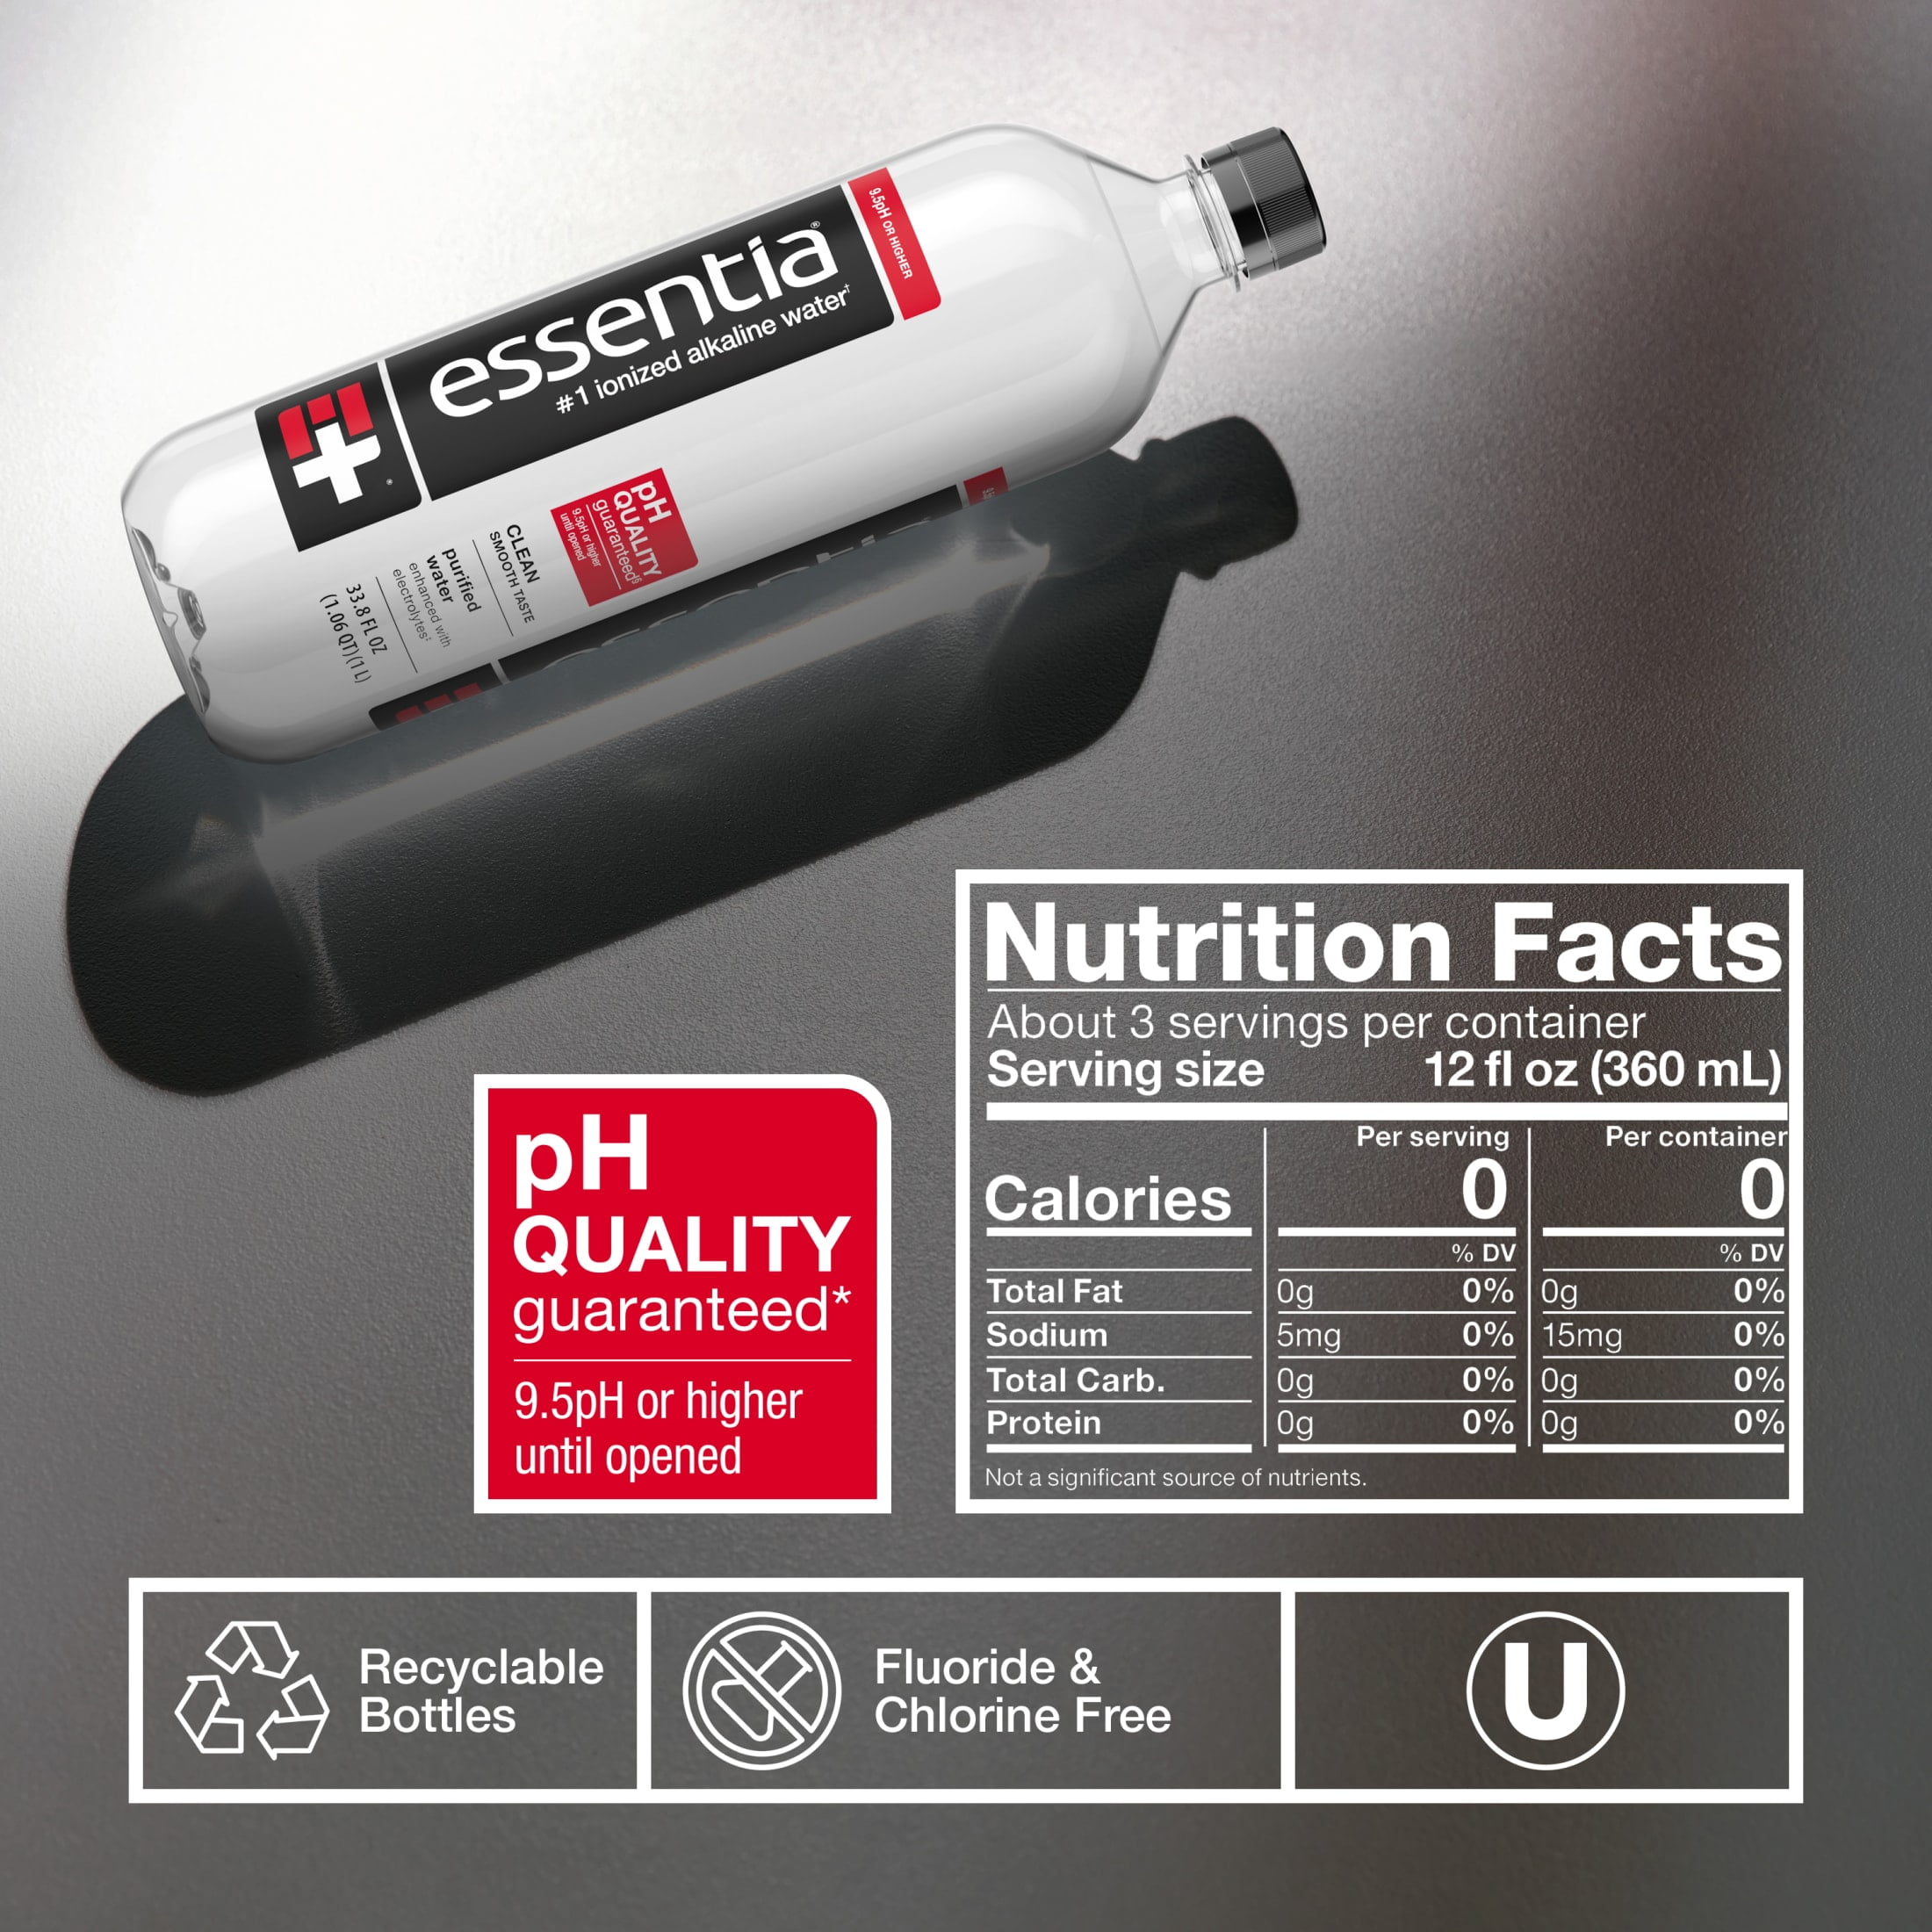 essentia®
#1 ionized alkaline water†
9.5pH OR HIGHER
pH
QUALITY
guaranteed§
9.5pH or higher
until opened
CLEAN
SMOOTH TASTE
purified
water
enhanced with
electrolytes‡
33.8 FL OZ
(1.06 QT)(1 L)
pH
QUALITY
guaranteed*
9.5pH or higher
until opened
Nutrition Facts
About 3 servings per container
Serving size 12 fl oz (360 mL)
Per serving Per container
Calories 0 0
% DV % DV
Total Fat 0g 0% 0g 0%
Sodium 5mg 0% 15mg 0%
Total Carb. 0g 0% 0g 0%
Protein 0g 0% 0g 0%
Not a significant source of nutrients.
Recyclable
Bottles
Fluoride &
Chlorine Free
U